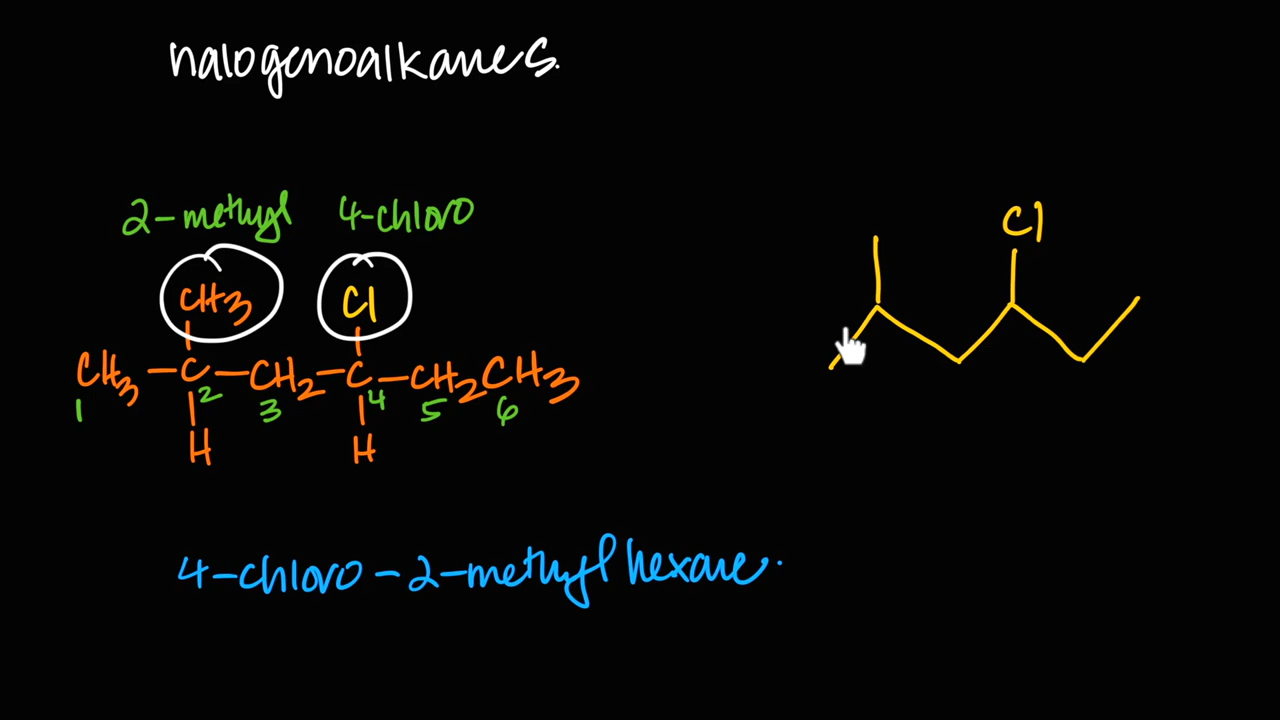 halogenoalkanes.
2-methyl 4-chloro
CH3 Cl
CH3 - C - CH2 - C - CH2CH3
1 2 3 4 5 6
H H
Cl
4-chloro-2-methyl hexane.